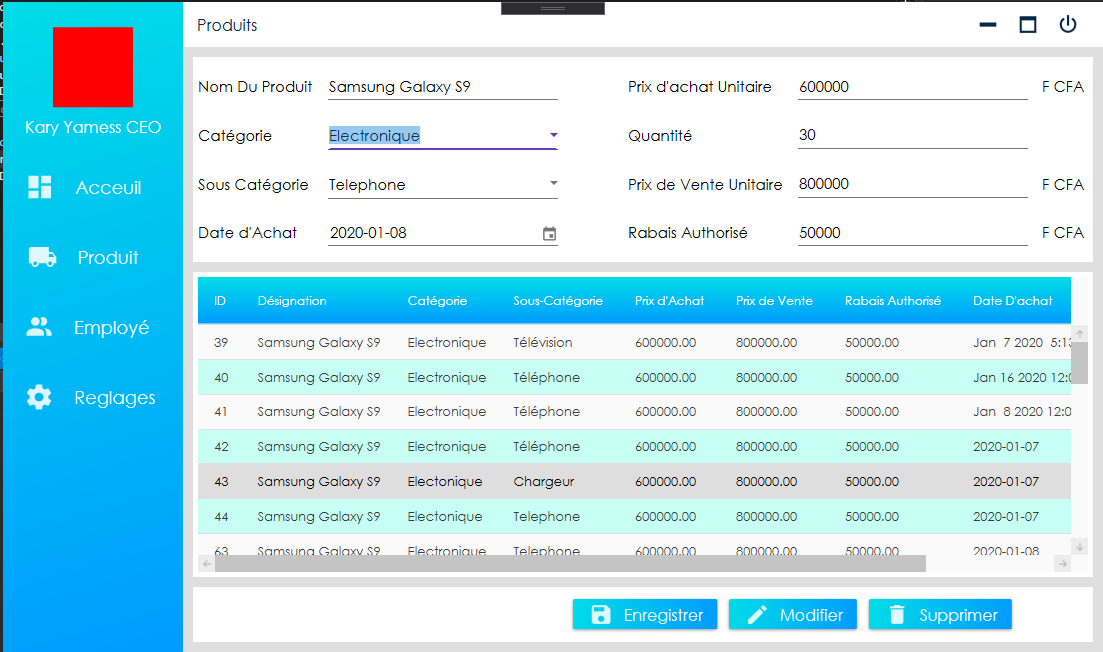 Produits
Kary Yamess CEO
Acceuil
Produit
Employé
Reglages
Nom Du Produit Samsung Galaxy S9 Prix d'achat Unitaire 600000 F CFA
Catégorie Electronique Quantité 30
Sous Catégorie Telephone Prix de Vente Unitaire 800000 F CFA
Date d'Achat 2020-01-08 Rabais Authorisé 50000 F CFA
ID Désignation Catégorie Sous-Catégorie Prix d'Achat Prix de Vente Rabais Authorisé Date D'achat
39 Samsung Galaxy S9 Electronique Télévision 600000.00 800000.00 50000.00 Jan 7 2020 5:13
40 Samsung Galaxy S9 Electronique Téléphone 600000.00 800000.00 50000.00 Jan 16 2020 12:0
41 Samsung Galaxy S9 Electronique Téléphone 600000.00 800000.00 50000.00 Jan 8 2020 12:0
42 Samsung Galaxy S9 Electronique Téléphone 600000.00 800000.00 50000.00 2020-01-07
43 Samsung Galaxy S9 Electonique Chargeur 600000.00 800000.00 50000.00 2020-01-07
44 Samsung Galaxy S9 Electonique Telephone 600000.00 800000.00 50000.00 2020-01-07
63 Samsung Galaxy S9 Electronique Telephone 600000.00 800000.00 50000.00 2020-01-08
Enregistrer Modifier Supprimer